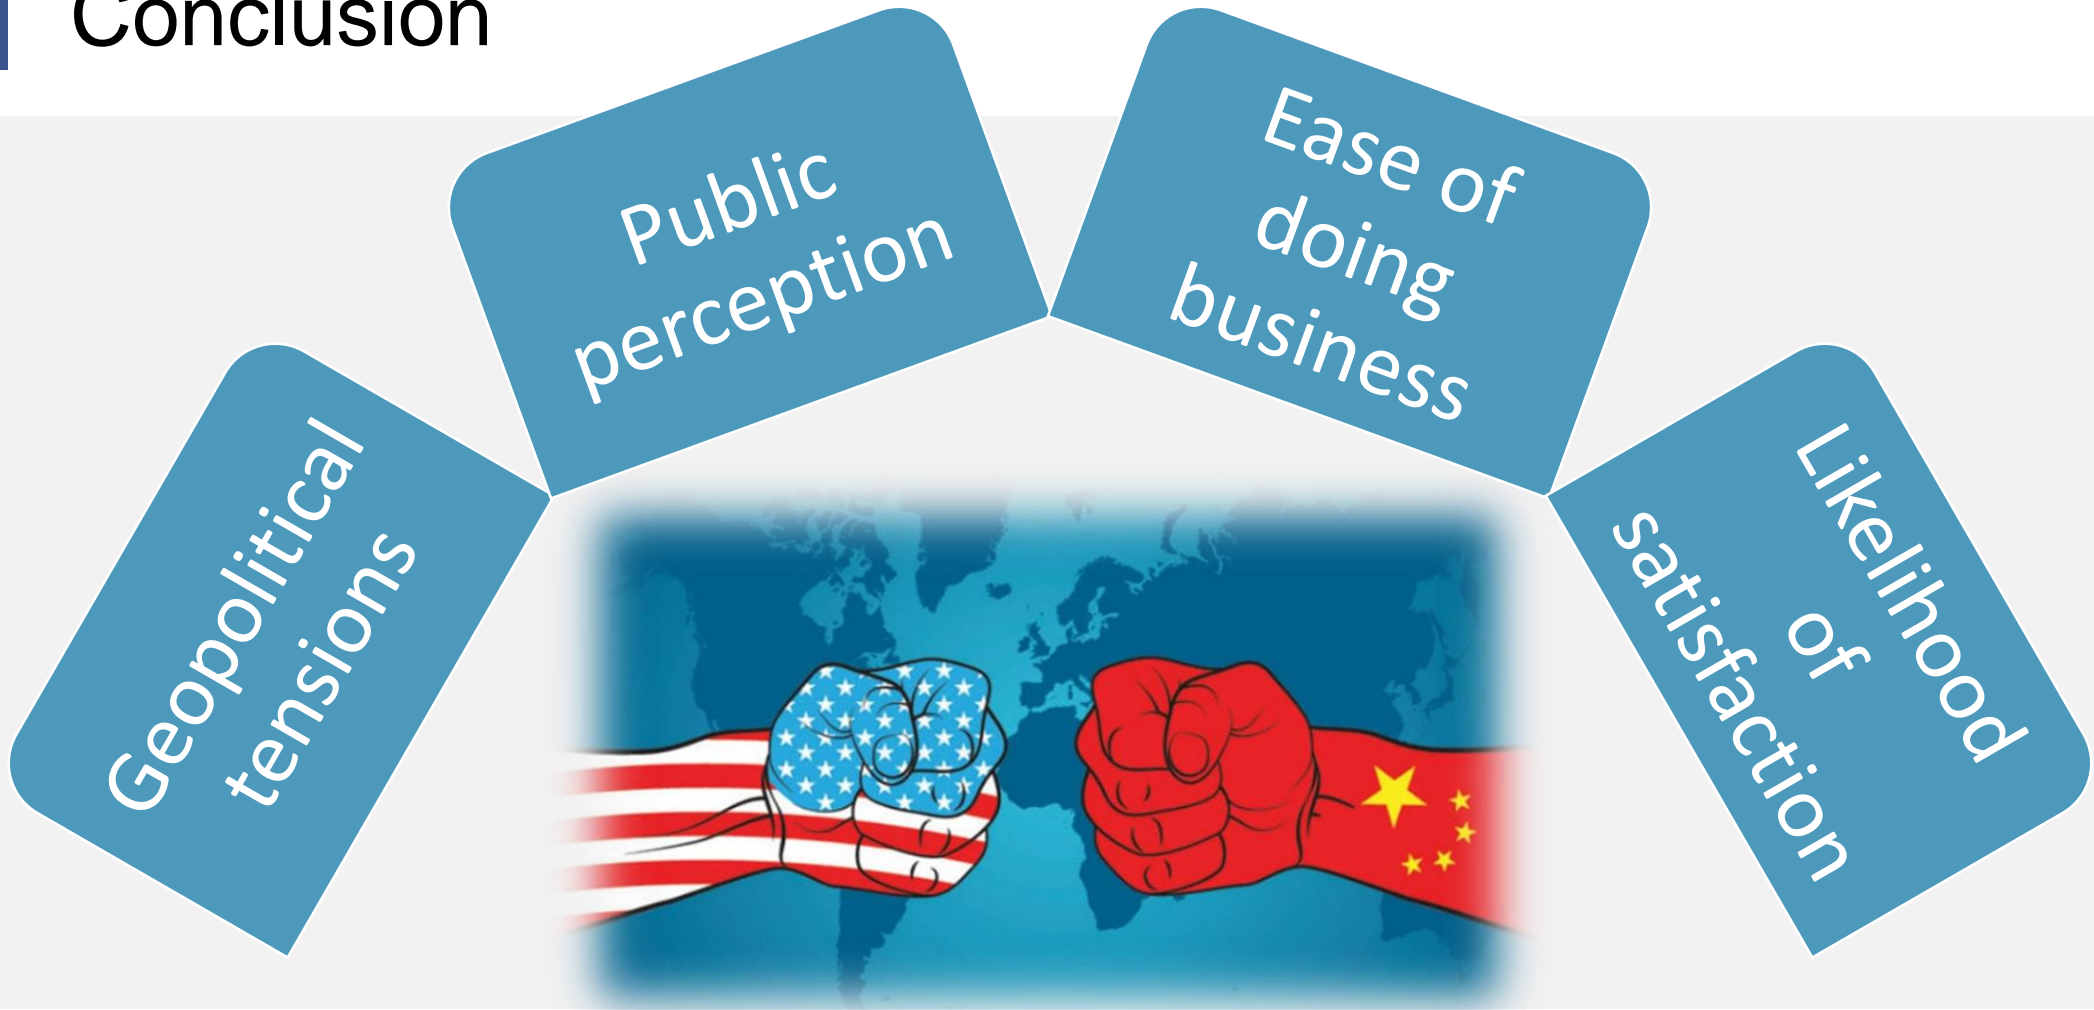 Conclusion
Geopolitical
tensions
Public
perception
Ease of
doing
business
Likelihood
of
satisfaction